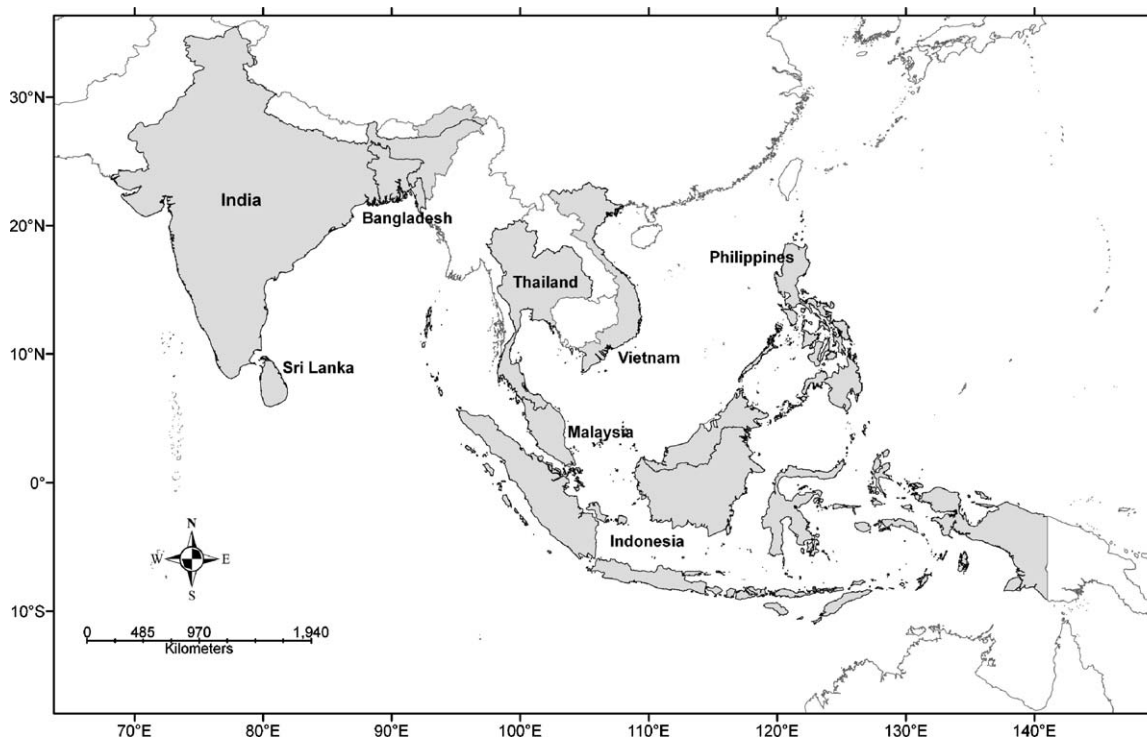 30°N
20°N
10°N
0°
10°S
India
Bangladesh
Sri Lanka
Thailand
Vietnam
Philippines
Malaysia
Indonesia
N
W E
S
0 485 970 1,940
Kilometers
70°E 80°E 90°E 100°E 110°E 120°E 130°E 140°E